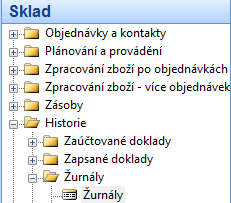 Sklad
Objednávky a kontakty
Plánování a provádění
Zpracování zboží po objednávkách
Zpracování zboží - více objednávek
Zásoby
Historie
Zaúčtované doklady
Zapsané doklady
Žurnály
Žurnály